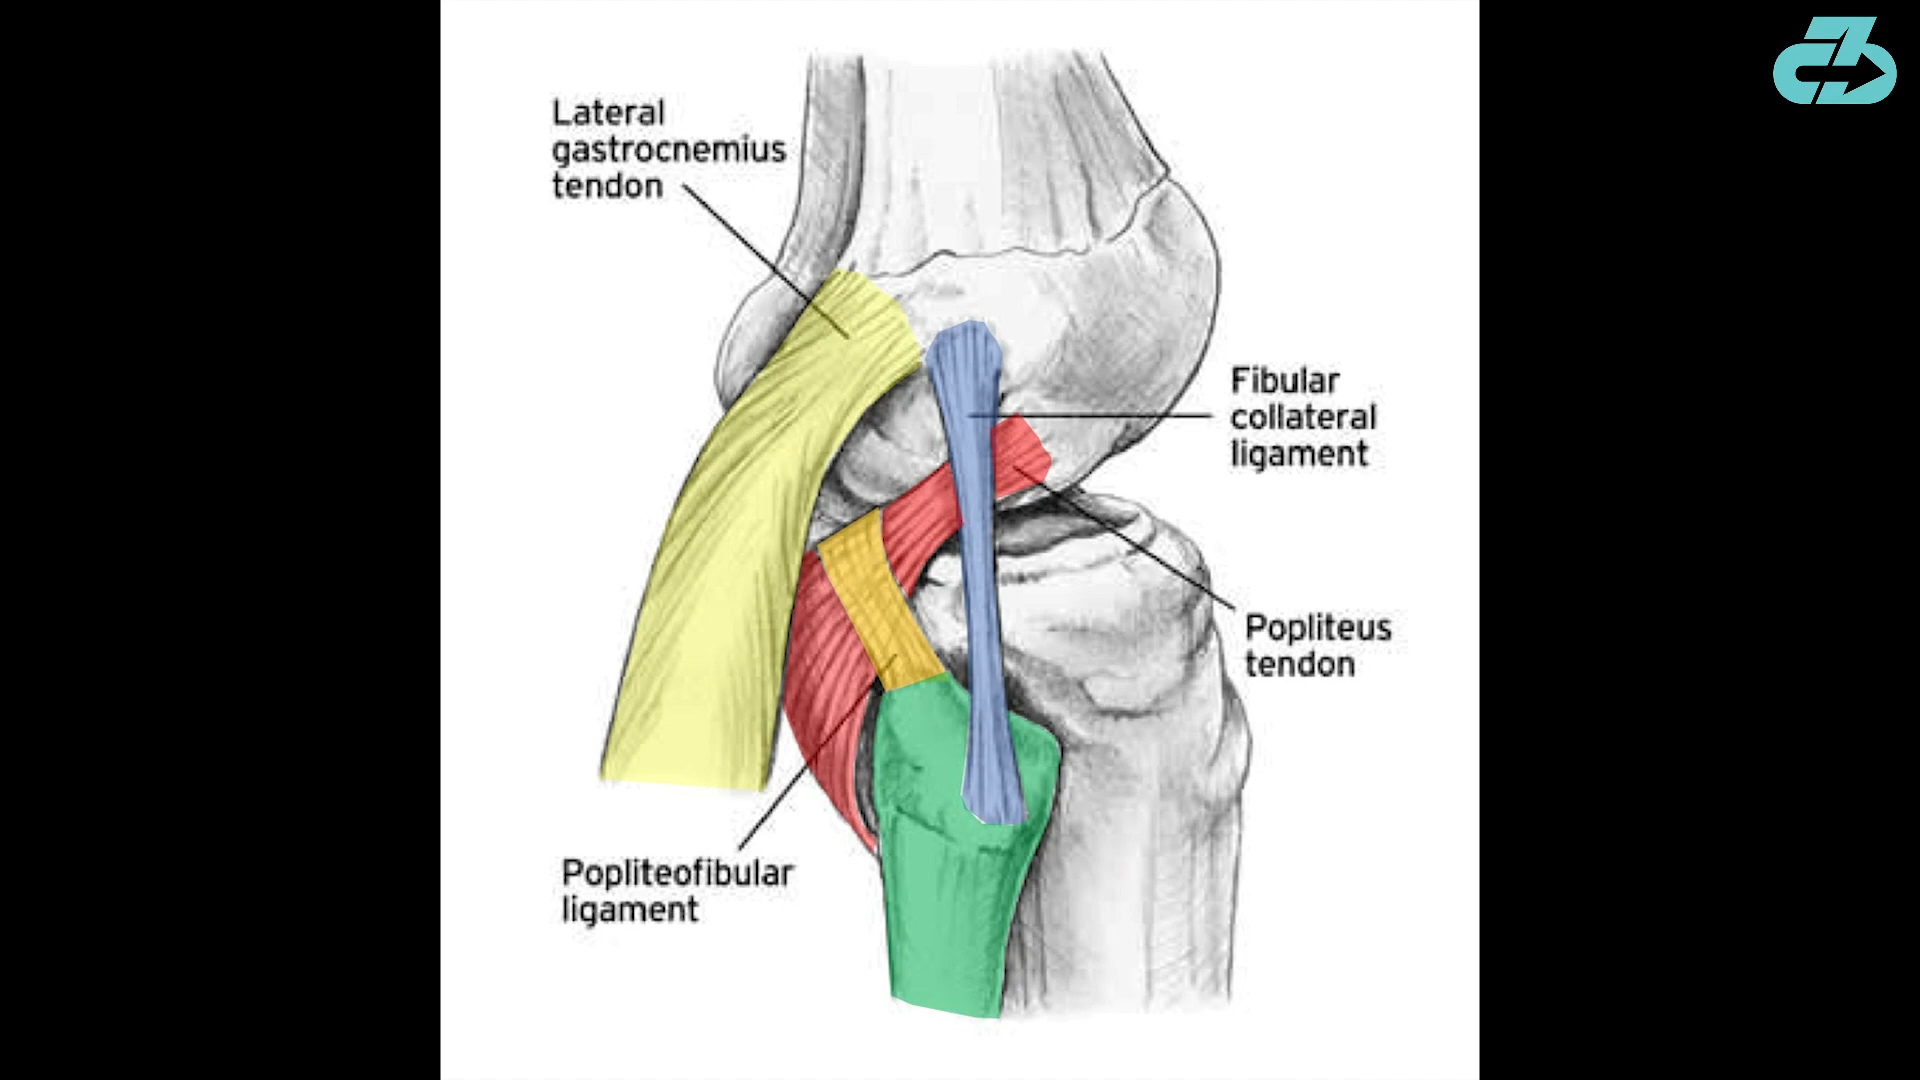 Lateral
gastrocnemius
tendon
Fibular
collateral
ligament
Popliteus
tendon
Popliteofibular
ligament